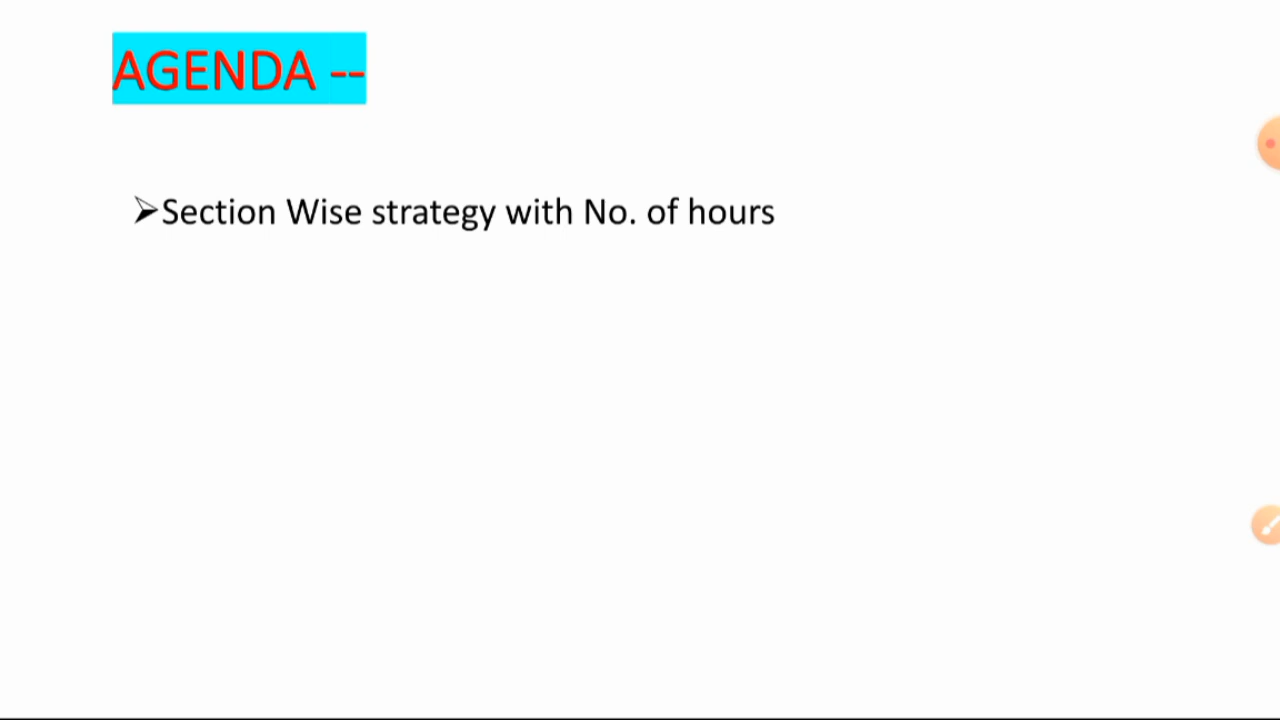 AGENDA --
➢Section Wise strategy with No. of hours